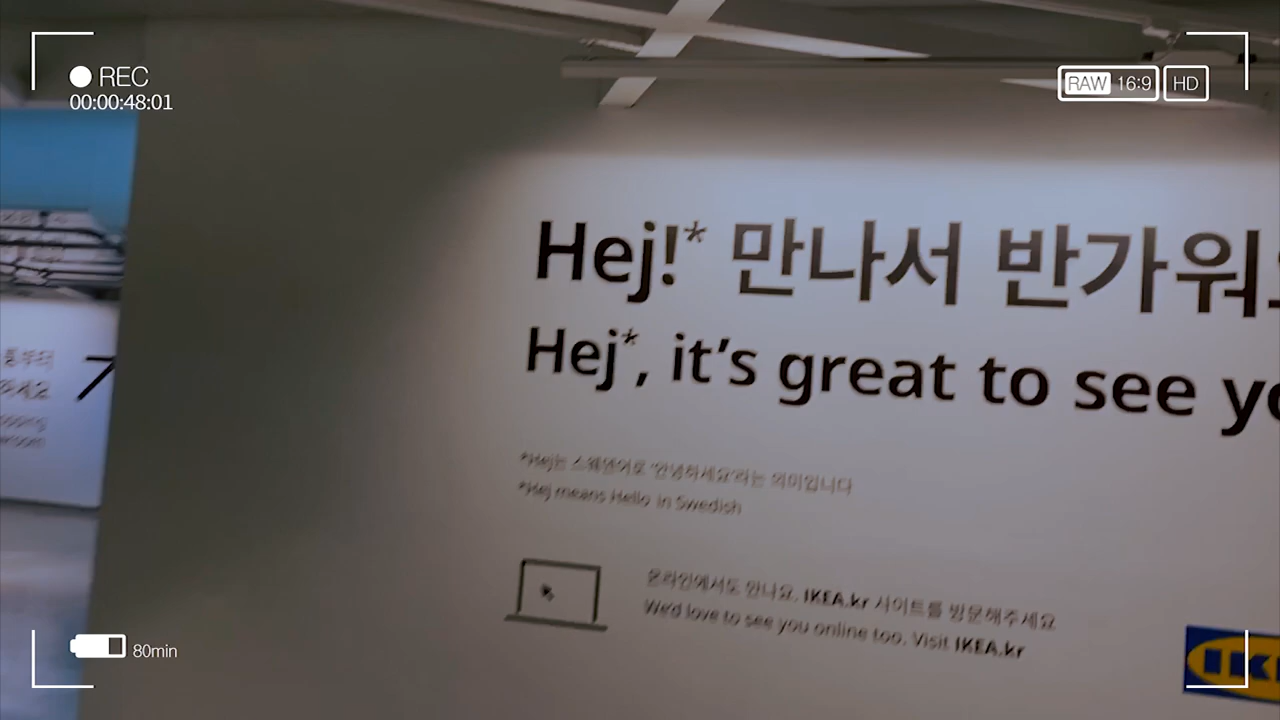 REC
00:00:48:01
RAW 16:9 HD
Hej!* 만나서 반가워
Hej*, it's great to see yo
*Hej는 스웨덴어로 '안녕하세요'라는 의미입니다
*Hej means Hello in Swedish
온라인에서도 만나요. IKEA.kr 사이트를 방문해주세요
We'd love to see you online too. Visit IKEA.kr
IK
7
80min